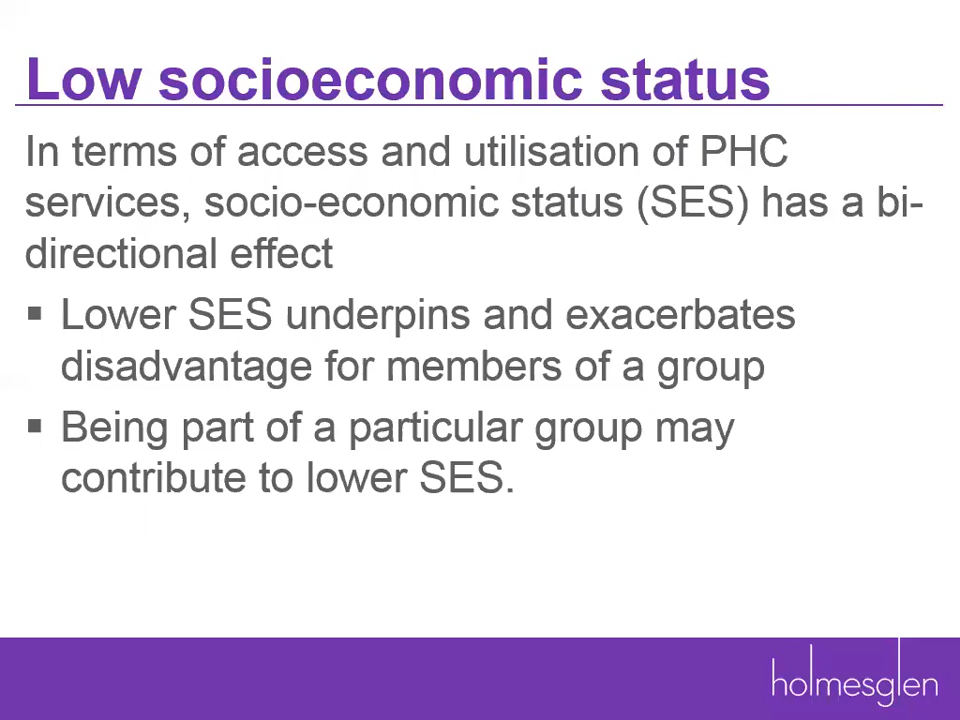 Low socioeconomic status
In terms of access and utilisation of PHC
services, socio-economic status (SES) has a bi-
directional effect
▪ Lower SES underpins and exacerbates
disadvantage for members of a group
▪ Being part of a particular group may
contribute to lower SES.
holmesglen